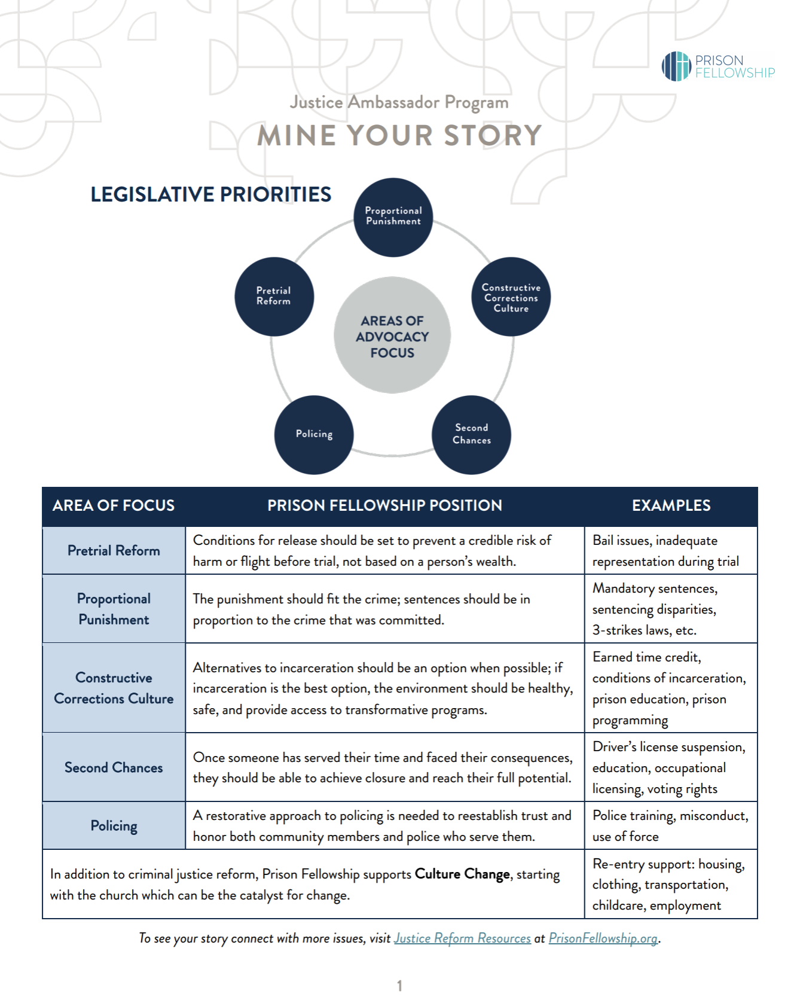 PRISON
FELLOWSHIP
Justice Ambassador Program
MINE YOUR STORY
LEGISLATIVE PRIORITIES
Proportional
Punishment
Pretrial
Reform
Constructive
Corrections
Culture
AREAS OF
ADVOCACY
FOCUS
Policing
Second
Chances
AREA OF FOCUS
PRISON FELLOWSHIP POSITION
EXAMPLES
Pretrial Reform
Conditions for release should be set to prevent a credible risk of
harm or flight before trial, not based on a person’s wealth.
Bail issues, inadequate
representation during trial
Proportional
Punishment
The punishment should fit the crime; sentences should be in
proportion to the crime that was committed.
Mandatory sentences,
sentencing disparities,
3-strikes laws, etc.
Constructive
Corrections Culture
Alternatives to incarceration should be an option when possible; if
incarceration is the best option, the environment should be healthy,
safe, and provide access to transformative programs.
Earned time credit,
conditions of incarceration,
prison education, prison
programming
Second Chances
Once someone has served their time and faced their consequences,
they should be able to achieve closure and reach their full potential.
Driver’s license suspension,
education, occupational
licensing, voting rights
Policing
A restorative approach to policing is needed to reestablish trust and
honor both community members and police who serve them.
Police training, misconduct,
use of force
In addition to criminal justice reform, Prison Fellowship supports Culture Change, starting
with the church which can be the catalyst for change.
Re-entry support: housing,
clothing, transportation,
childcare, employment
To see your story connect with more issues, visit Justice Reform Resources at PrisonFellowship.org.
1